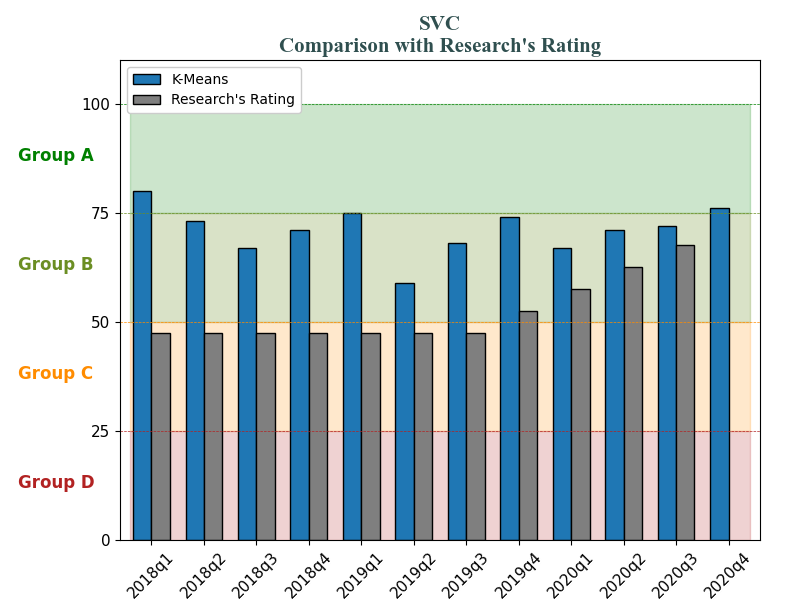 SVC
Comparison with Research's Rating
K-Means
Research's Rating
100
Group A
75
Group B
50
Group C
25
Group D
0
2018q1 2018q2 2018q3 2018q4 2019q1 2019q2 2019q3 2019q4 2020q1 2020q2 2020q3 2020q4